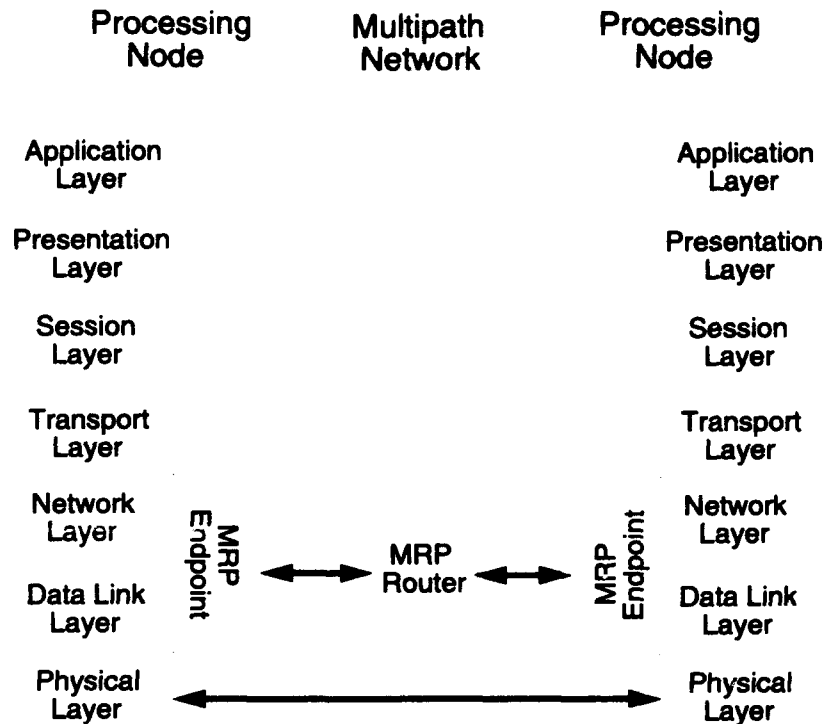 Processing
Node
Multipath
Network
Processing
Node
Application
Layer
Application
Layer
Presentation
Layer
Presentation
Layer
Session
Layer
Session
Layer
Transport
Layer
Transport
Layer
Network
Layer
MRP
Endpoint
MRP
Router
MRP
Endpoint
Network
Layer
Data Link
Layer
Data Link
Layer
Physical
Layer
Physical
Layer